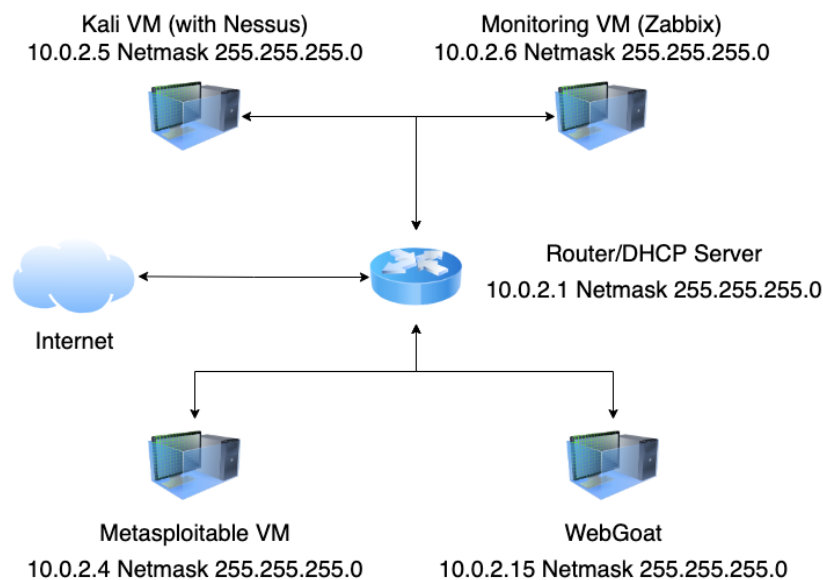 Kali VM (with Nessus)
10.0.2.5 Netmask 255.255.255.0
Monitoring VM (Zabbix)
10.0.2.6 Netmask 255.255.255.0
Internet
Router/DHCP Server
10.0.2.1 Netmask 255.255.255.0
Metasploitable VM
10.0.2.4 Netmask 255.255.255.0
WebGoat
10.0.2.15 Netmask 255.255.255.0